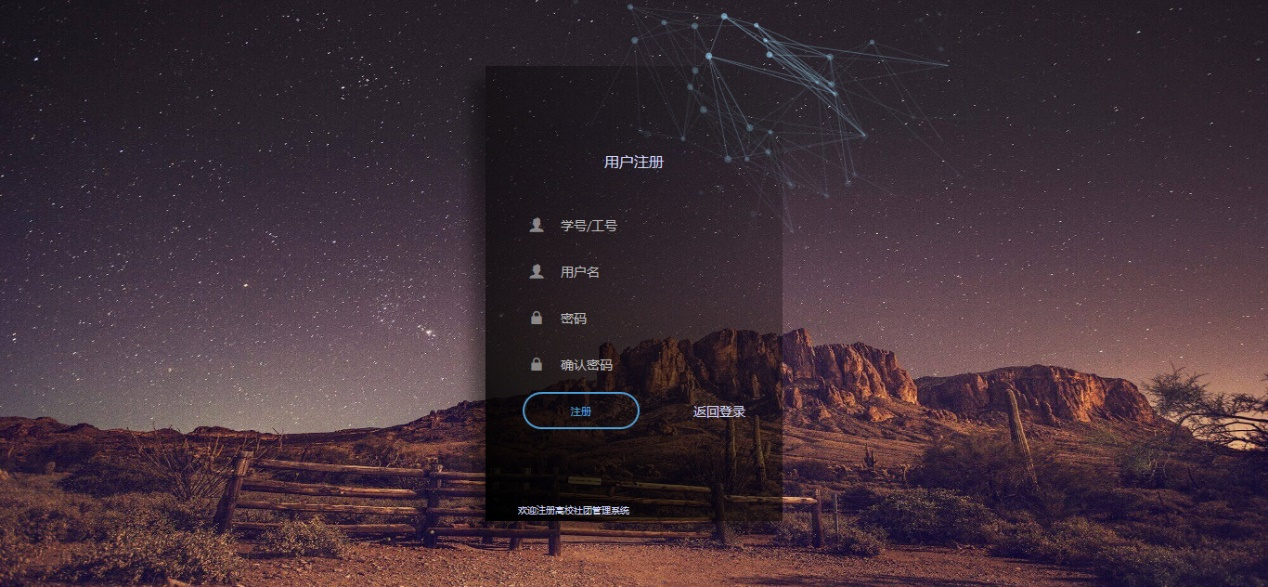 用户注册
学号/工号
用户名
密码
确认密码
注册 返回登录
欢迎注册高校社团管理系统